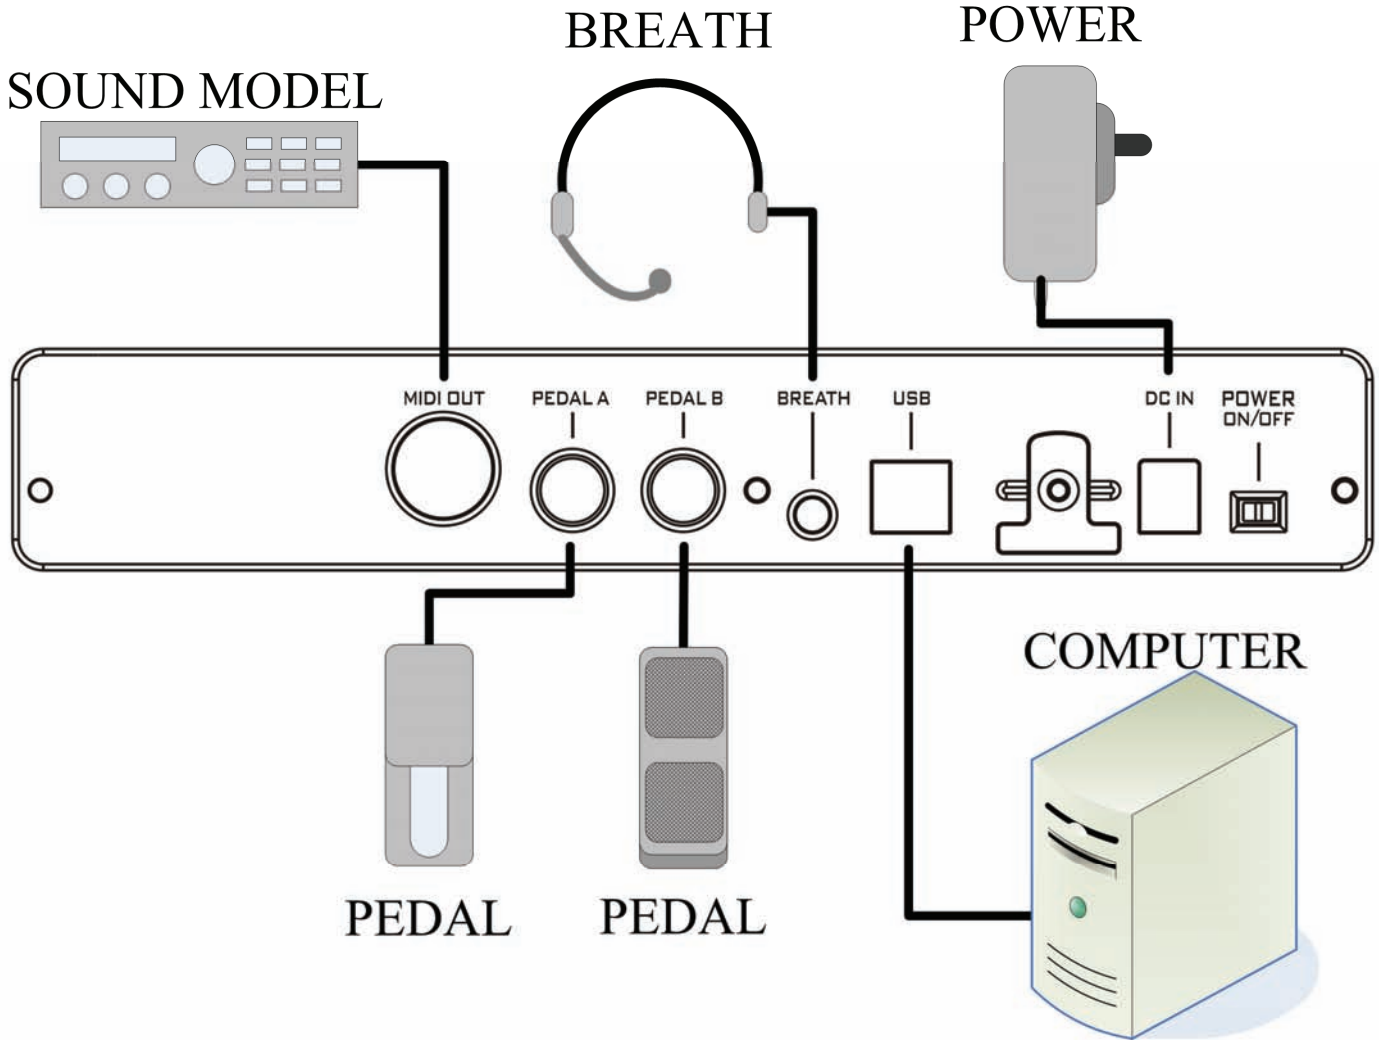 BREATH
POWER
SOUND MODEL
MIDI OUT
PEDAL A
PEDAL B
BREATH
USB
DC IN
POWER
ON/OFF
COMPUTER
PEDAL
PEDAL